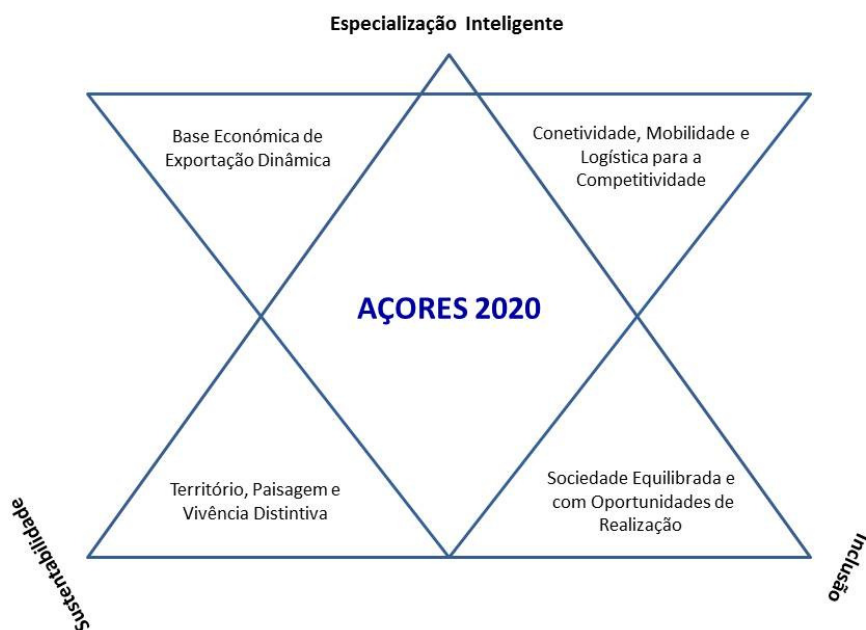 Especialização Inteligente
Base Económica de
Exportação Dinâmica
Conetividade, Mobilidade e
Logística para a
Competitividade
AÇORES 2020
Território, Paisagem e
Vivência Distintiva
Sociedade Equilibrada e
com Oportunidades de
Realização
Sustentabilidade
Inclusão